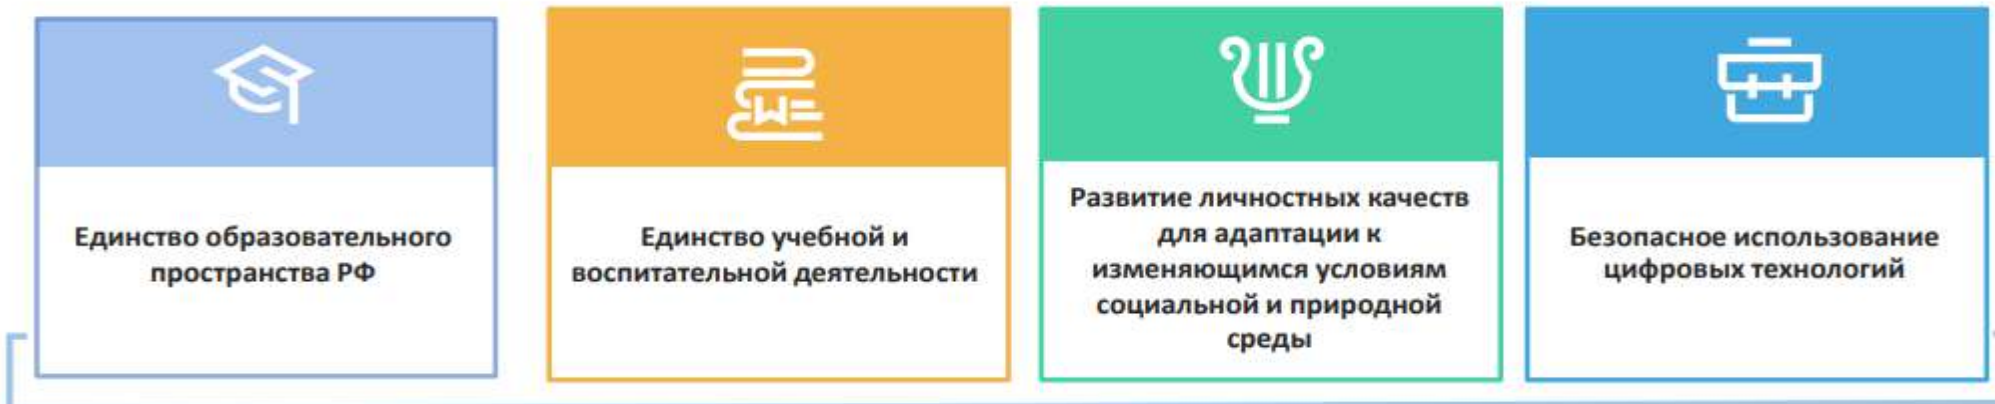 Единство образовательного
пространства РФ
Единство учебной и
воспитательной деятельности
Развитие личностных качеств
для адаптации к
изменяющимся условиям
социальной и природной
среды
Безопасное использование
цифровых технологий